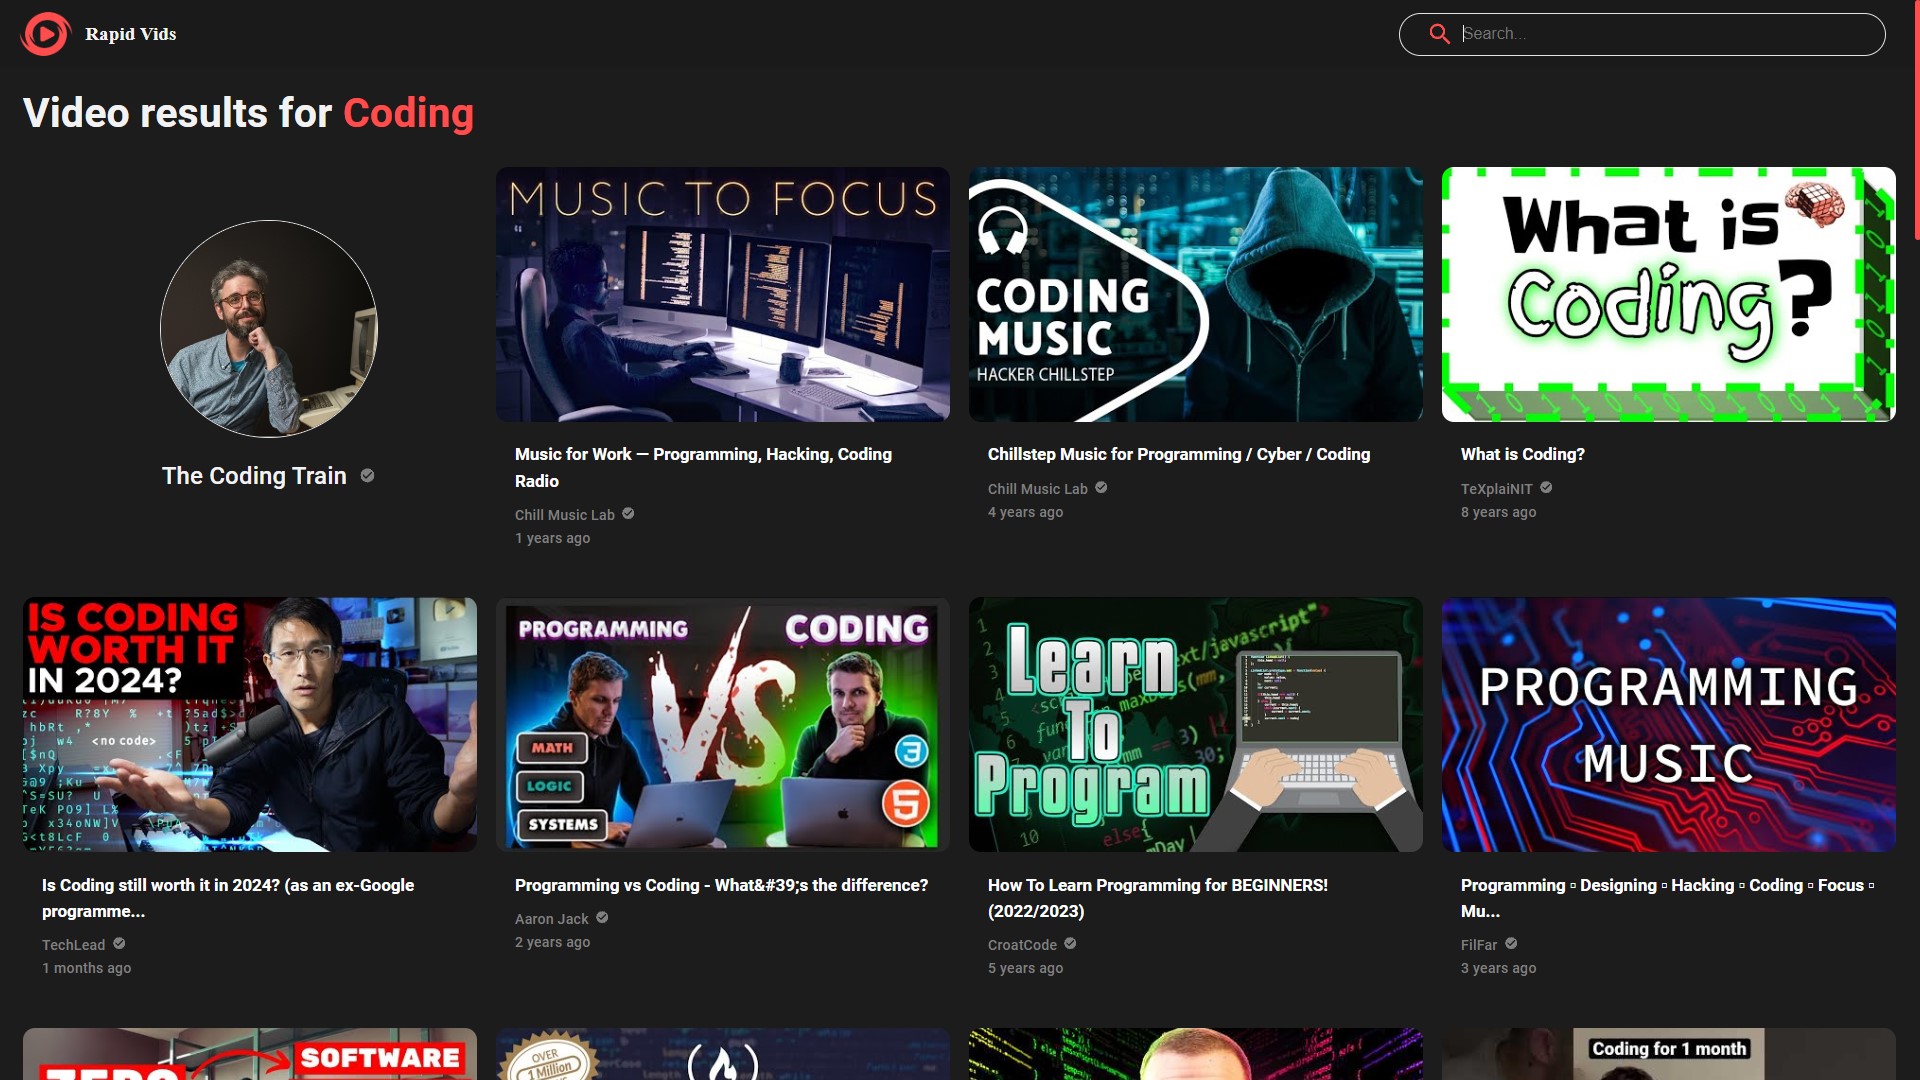 Rapid Vids
Search...
Video results for Coding
The Coding Train
MUSIC TO FOCUS
Music for Work — Programming, Hacking, Coding
Radio
Chill Music Lab
1 years ago
CODING
MUSIC
HACKER CHILLSTEP
Chillstep Music for Programming / Cyber / Coding
Chill Music Lab
4 years ago
What is
Coding?
What is Coding?
TeXplaiNIT
8 years ago
IS CODING
WORTH IT
IN 2024?
<no code>
Is Coding still worth it in 2024? (as an ex-Google
programme...
TechLead
1 months ago
PROGRAMMING
VS
CODING
MATH
LOGIC
SYSTEMS
3
5
Programming vs Coding - What&#39;s the difference?
Aaron Jack
2 years ago
Learn
To
Program
How To Learn Programming for BEGINNERS!
(2022/2023)
CroatCode
5 years ago
PROGRAMMING
MUSIC
Programming ▫ Designing ▫ Hacking ▫ Coding ▫ Focus ▫
Mu...
FilFar
3 years ago
ZERO
SOFTWARE
OVER
1 Million
Coding for 1 month